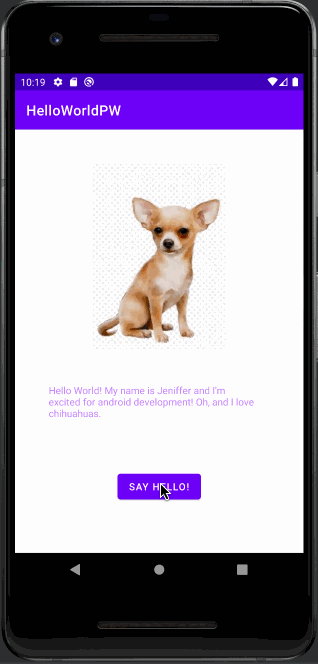 10:19
HelloWorldPW
Hello World! My name is Jeniffer and I'm
excited for android development! Oh, and I love
chihuahuas.
SAY HELLO!